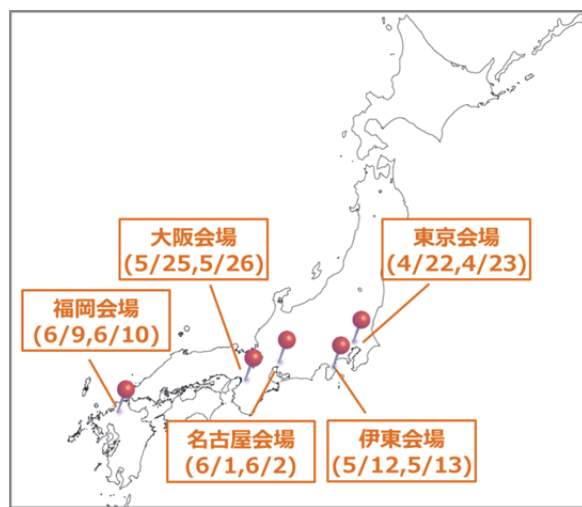 大阪会場
(5/25,5/26)
東京会場
(4/22,4/23)
福岡会場
(6/9,6/10)
名古屋会場
(6/1,6/2)
伊東会場
(5/12,5/13)